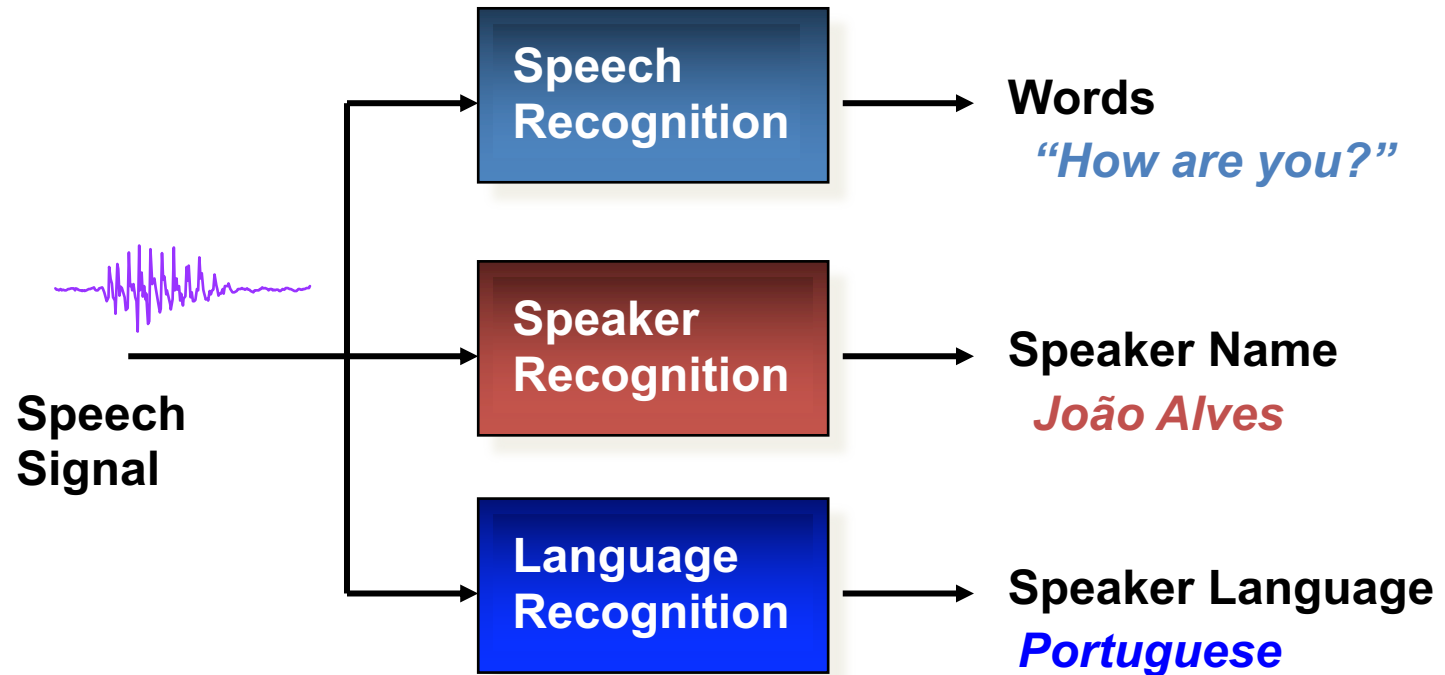 Speech
Recognition
Words
“How are you?”
Speech
Signal
Speaker
Recognition
Speaker Name
João Alves
Language
Recognition
Speaker Language
Portuguese